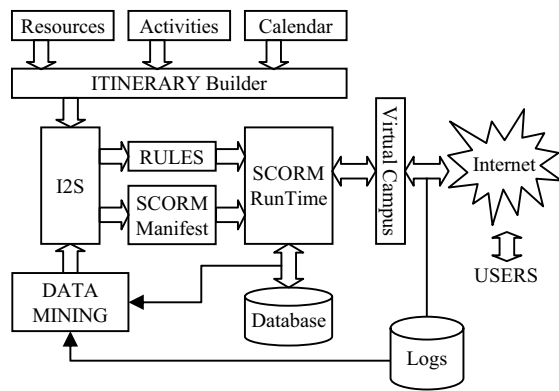 Resources
Activities
Calendar
ITINERARY Builder
I2S
RULES
SCORM
Manifest
SCORM
RunTime
Virtual Campus
Internet
USERS
DATA
MINING
Database
Logs